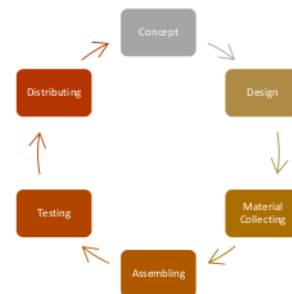 Concept
Design
Material
Collecting
Assembling
Testing
Distributing